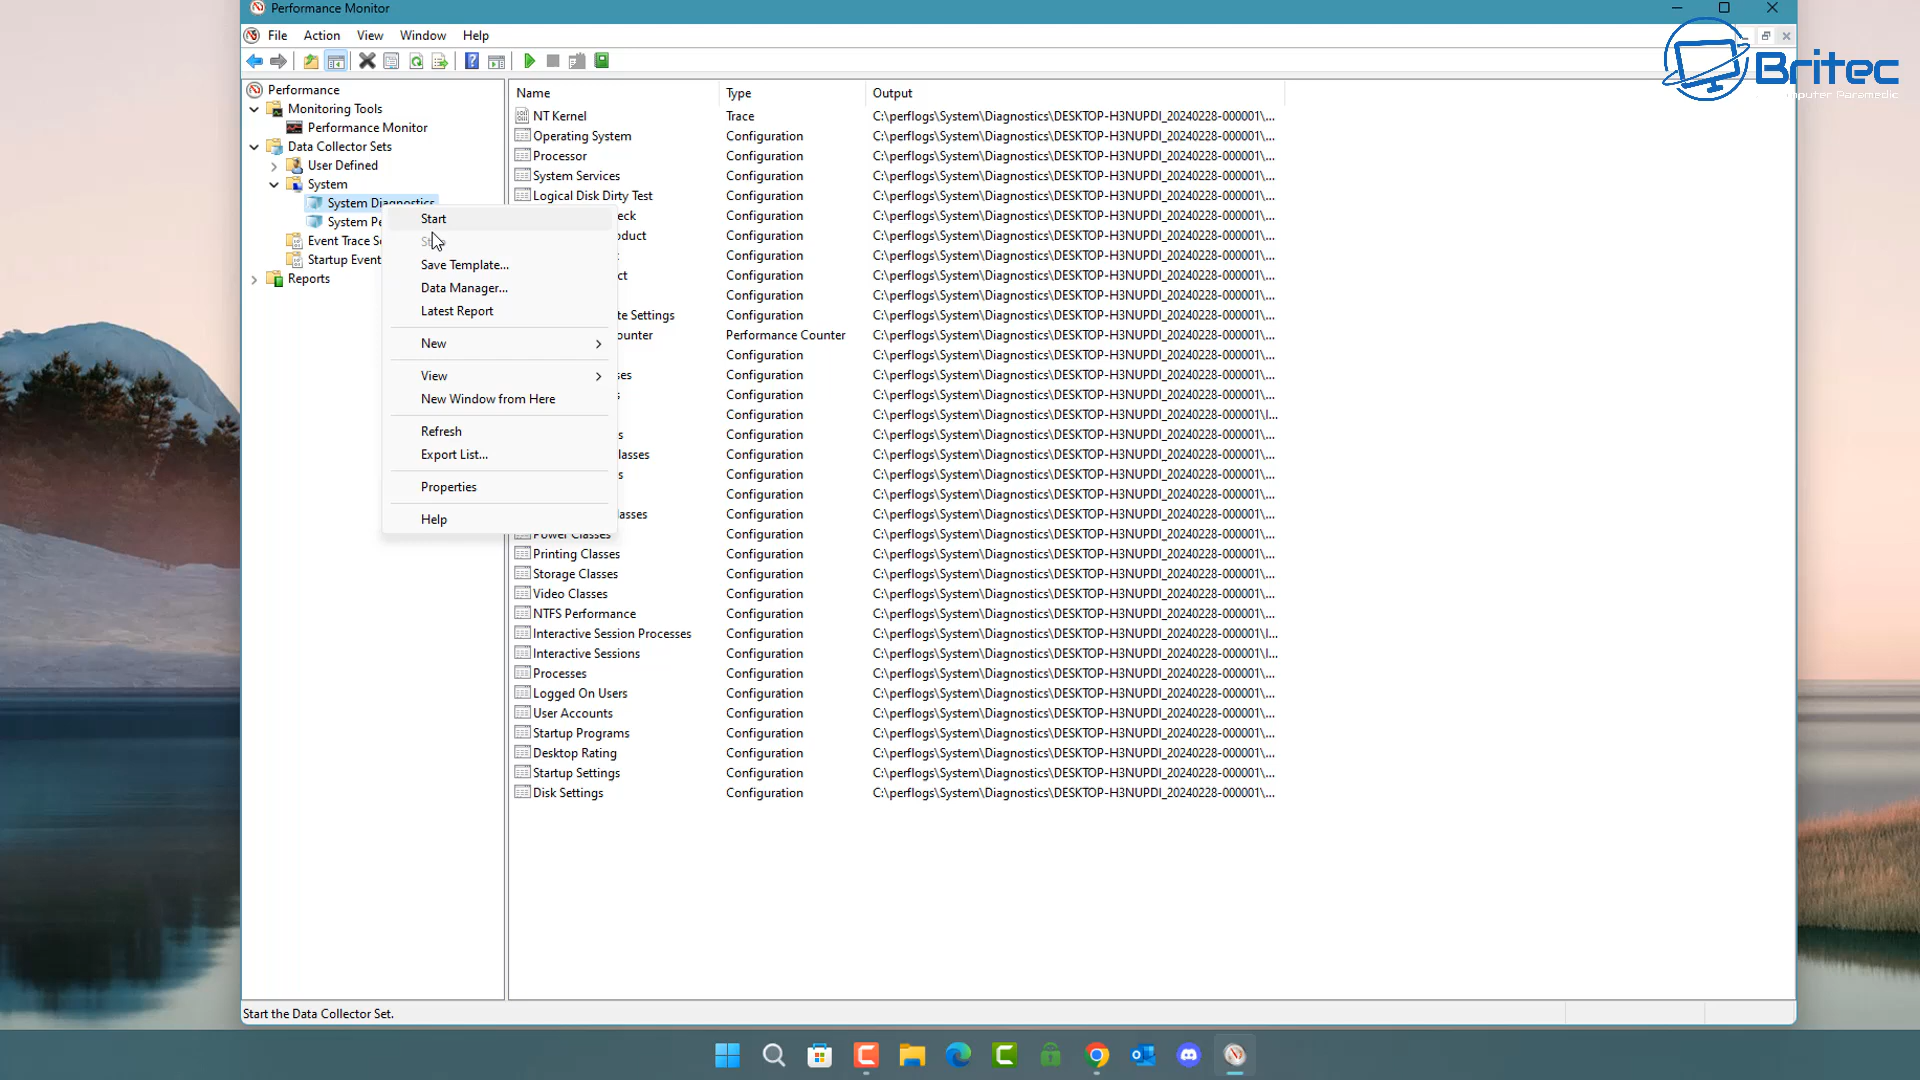 Performance Monitor
File Action View Window Help
Britec
Computer Paramedic
Performance
Monitoring Tools
Performance Monitor
Data Collector Sets
User Defined
System
System Diagnostics
System Pe
Event Trace Se
Startup Event
Reports
Start
Save Template...
Data Manager...
Latest Report
New
View
New Window from Here
Refresh
Export List...
Properties
Help
Name Type Output
NT Kernel Trace C:\perflogs\System\Diagnostics\DESKTOP-H3NUPDI_20240228-000001\...
Operating System Configuration C:\perflogs\System\Diagnostics\DESKTOP-H3NUPDI_20240228-000001\...
Processor Configuration C:\perflogs\System\Diagnostics\DESKTOP-H3NUPDI_20240228-000001\...
System Services Configuration C:\perflogs\System\Diagnostics\DESKTOP-H3NUPDI_20240228-000001\...
Logical Disk Dirty Test Configuration C:\perflogs\System\Diagnostics\DESKTOP-H3NUPDI_20240228-000001\...
eck Configuration C:\perflogs\System\Diagnostics\DESKTOP-H3NUPDI_20240228-000001\...
oduct Configuration C:\perflogs\System\Diagnostics\DESKTOP-H3NUPDI_20240228-000001\...
t Configuration C:\perflogs\System\Diagnostics\DESKTOP-H3NUPDI_20240228-000001\...
ct Configuration C:\perflogs\System\Diagnostics\DESKTOP-H3NUPDI_20240228-000001\...
Configuration C:\perflogs\System\Diagnostics\DESKTOP-H3NUPDI_20240228-000001\...
te Settings Configuration C:\perflogs\System\Diagnostics\DESKTOP-H3NUPDI_20240228-000001\...
ounter Performance Counter C:\perflogs\System\Diagnostics\DESKTOP-H3NUPDI_20240228-000001\...
Configuration C:\perflogs\System\Diagnostics\DESKTOP-H3NUPDI_20240228-000001\...
ses Configuration C:\perflogs\System\Diagnostics\DESKTOP-H3NUPDI_20240228-000001\...
s Configuration C:\perflogs\System\Diagnostics\DESKTOP-H3NUPDI_20240228-000001\...
Configuration C:\perflogs\System\Diagnostics\DESKTOP-H3NUPDI_20240228-000001\I...
s Configuration C:\perflogs\System\Diagnostics\DESKTOP-H3NUPDI_20240228-000001\...
lasses Configuration C:\perflogs\System\Diagnostics\DESKTOP-H3NUPDI_20240228-000001\...
s Configuration C:\perflogs\System\Diagnostics\DESKTOP-H3NUPDI_20240228-000001\...
Configuration C:\perflogs\System\Diagnostics\DESKTOP-H3NUPDI_20240228-000001\...
asses Configuration C:\perflogs\System\Diagnostics\DESKTOP-H3NUPDI_20240228-000001\...
Power Classes Configuration C:\perflogs\System\Diagnostics\DESKTOP-H3NUPDI_20240228-000001\...
Printing Classes Configuration C:\perflogs\System\Diagnostics\DESKTOP-H3NUPDI_20240228-000001\...
Storage Classes Configuration C:\perflogs\System\Diagnostics\DESKTOP-H3NUPDI_20240228-000001\...
Video Classes Configuration C:\perflogs\System\Diagnostics\DESKTOP-H3NUPDI_20240228-000001\...
NTFS Performance Configuration C:\perflogs\System\Diagnostics\DESKTOP-H3NUPDI_20240228-000001\...
Interactive Session Processes Configuration C:\perflogs\System\Diagnostics\DESKTOP-H3NUPDI_20240228-000001\I...
Interactive Sessions Configuration C:\perflogs\System\Diagnostics\DESKTOP-H3NUPDI_20240228-000001\I...
Processes Configuration C:\perflogs\System\Diagnostics\DESKTOP-H3NUPDI_20240228-000001\...
Logged On Users Configuration C:\perflogs\System\Diagnostics\DESKTOP-H3NUPDI_20240228-000001\...
User Accounts Configuration C:\perflogs\System\Diagnostics\DESKTOP-H3NUPDI_20240228-000001\...
Startup Programs Configuration C:\perflogs\System\Diagnostics\DESKTOP-H3NUPDI_20240228-000001\...
Desktop Rating Configuration C:\perflogs\System\Diagnostics\DESKTOP-H3NUPDI_20240228-000001\...
Startup Settings Configuration C:\perflogs\System\Diagnostics\DESKTOP-H3NUPDI_20240228-000001\...
Disk Settings Configuration C:\perflogs\System\Diagnostics\DESKTOP-H3NUPDI_20240228-000001\...
Start the Data Collector Set.